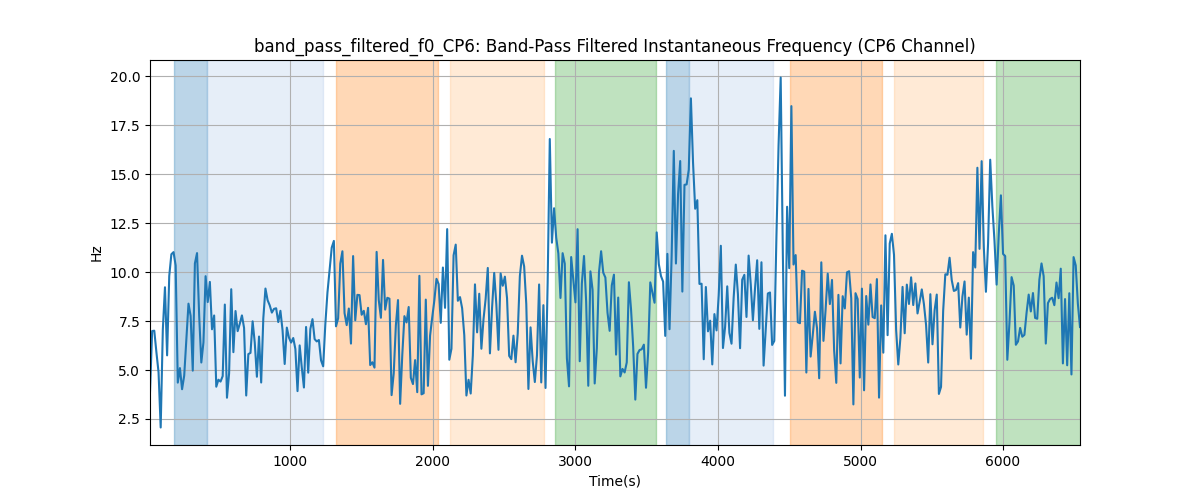 band_pass_filtered_f0_CP6: Band-Pass Filtered Instantaneous Frequency (CP6 Channel)
20.0
17.5
15.0
12.5
10.0
7.5
5.0
2.5
Hz
1000 2000 3000 4000 5000 6000
Time(s)